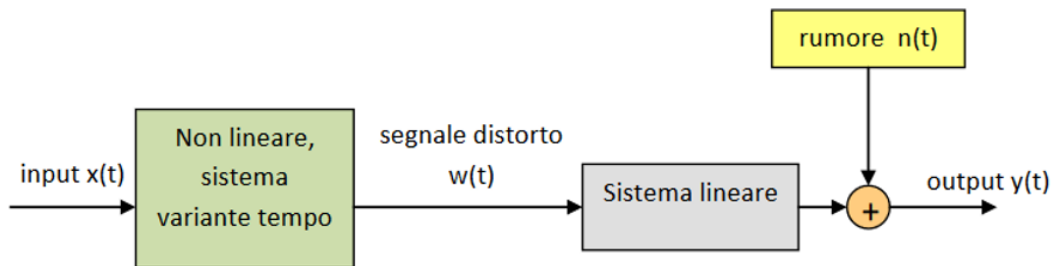 rumore n(t)
input x(t)
Non lineare,
sistema
variante tempo
segnale distorto
w(t)
Sistema lineare
+
output y(t)